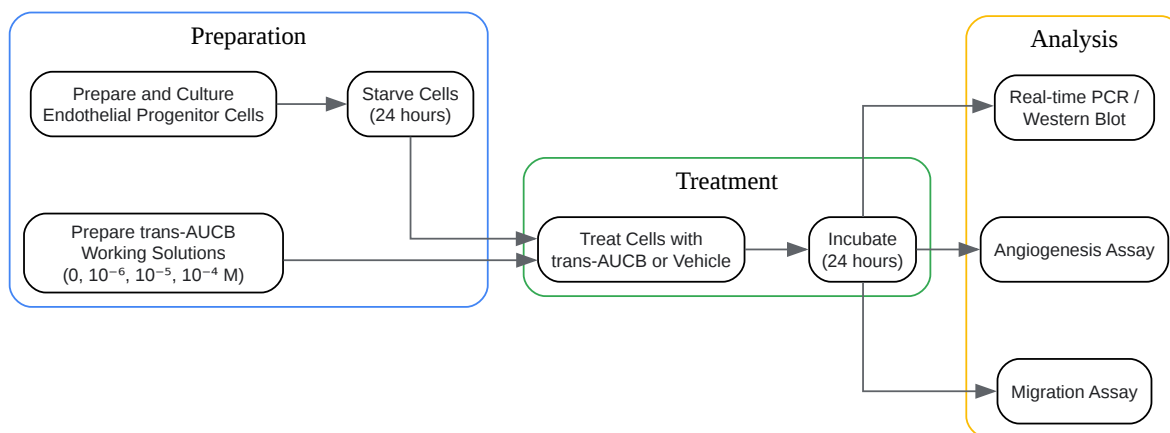 Preparation
Prepare and Culture
Endothelial Progenitor Cells
Starve Cells
(24 hours)
Prepare trans-AUCB
Working Solutions
(0, 10⁻⁶, 10⁻⁵, 10⁻⁴ M)
Treatment
Treat Cells with
trans-AUCB or Vehicle
Incubate
(24 hours)
Analysis
Real-time PCR /
Western Blot
Angiogenesis Assay
Migration Assay